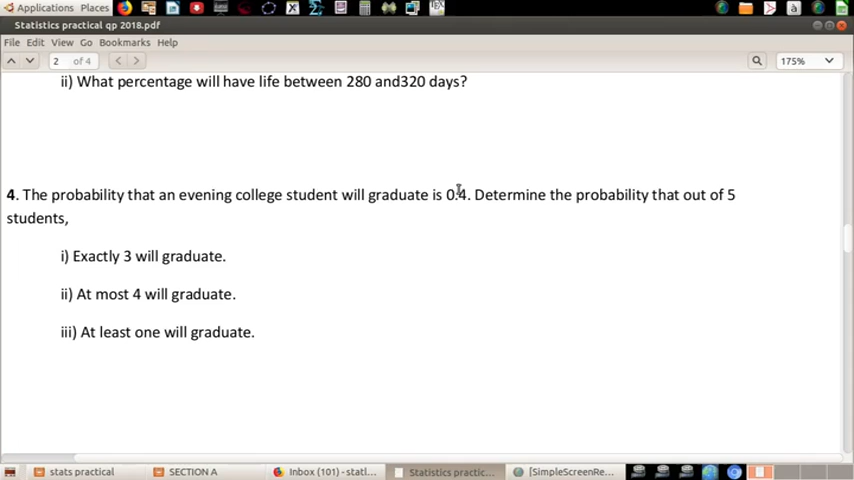 Applications Places
Statistics practical qp 2018.pdf
File Edit View Go Bookmarks Help
2 of 4 175%
ii) What percentage will have life between 280 and320 days?
4. The probability that an evening college student will graduate is 0.4. Determine the probability that out of 5
students,
i) Exactly 3 will graduate.
ii) At most 4 will graduate.
iii) At least one will graduate.
stats practical SECTION A Inbox (101) - statl... Statistics practic... [SimpleScreenRe...